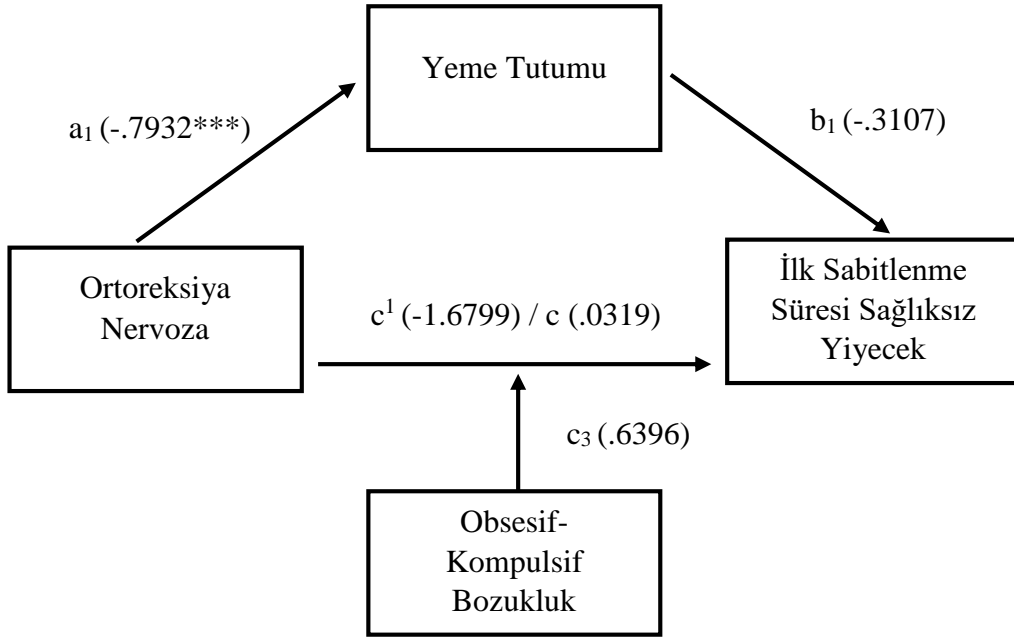 Yeme Tutumu
a₁ (-.7932***)
b₁ (-.3107)
Ortoreksiya
Nervoza
c¹ (-1.6799) / c (.0319)
İlk Sabitlenme
Süresi Sağlıksız
Yiyecek
c₃ (.6396)
Obsesif-
Kompulsif
Bozukluk